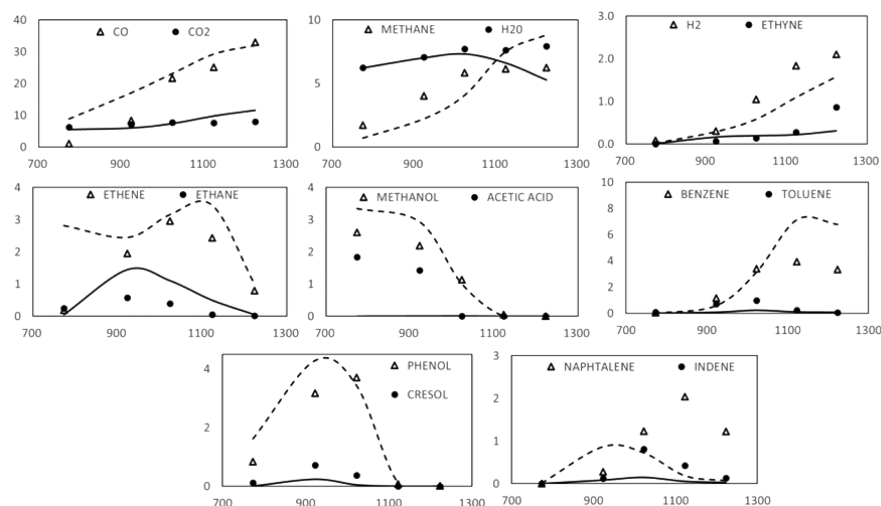 CO CO2
40
30
20
10
0
700 900 1100 1300
METHANE H20
10
5
0
700 900 1100 1300
H2 ETHYNE
3.0
2.0
1.0
0.0
700 900 1100 1300
ETHENE ETHANE
4
3
2
1
0
700 900 1100 1300
METHANOL ACETIC ACID
4
3
2
1
0
700 900 1100 1300
BENZENE TOLUENE
10
8
6
4
2
0
700 900 1100 1300
PHENOL
CRESOL
4
2
0
700 900 1100 1300
NAPHTALENE INDENE
3
2
1
0
700 900 1100 1300